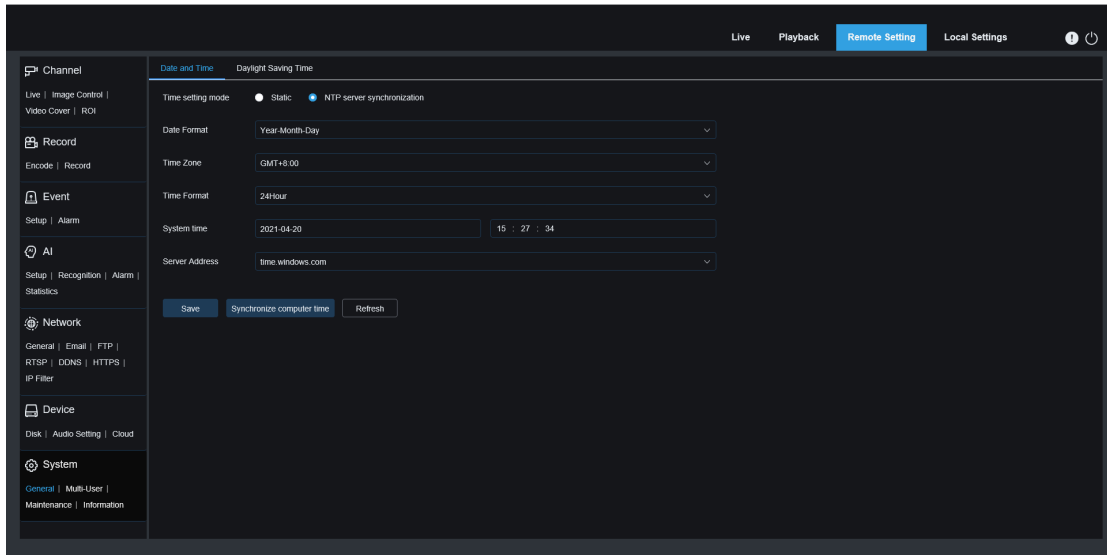 Live Playback Remote Setting Local Settings
Channel
Live | Image Control |
Video Cover | ROI
Record
Encode | Record
Event
Setup | Alarm
AI
Setup | Recognition | Alarm |
Statistics
Network
General | Email | FTP |
RTSP | DDNS | HTTPS |
IP Filter
Device
Disk | Audio Setting | Cloud
System
General | Multi-User |
Maintenance | Information
Date and Time Daylight Saving Time
Time setting mode Static NTP server synchronization
Date Format Year-Month-Day
Time Zone GMT+8:00
Time Format 24Hour
System time 2021-04-20 15 : 27 : 34
Server Address time.windows.com
Save Synchronize computer time Refresh